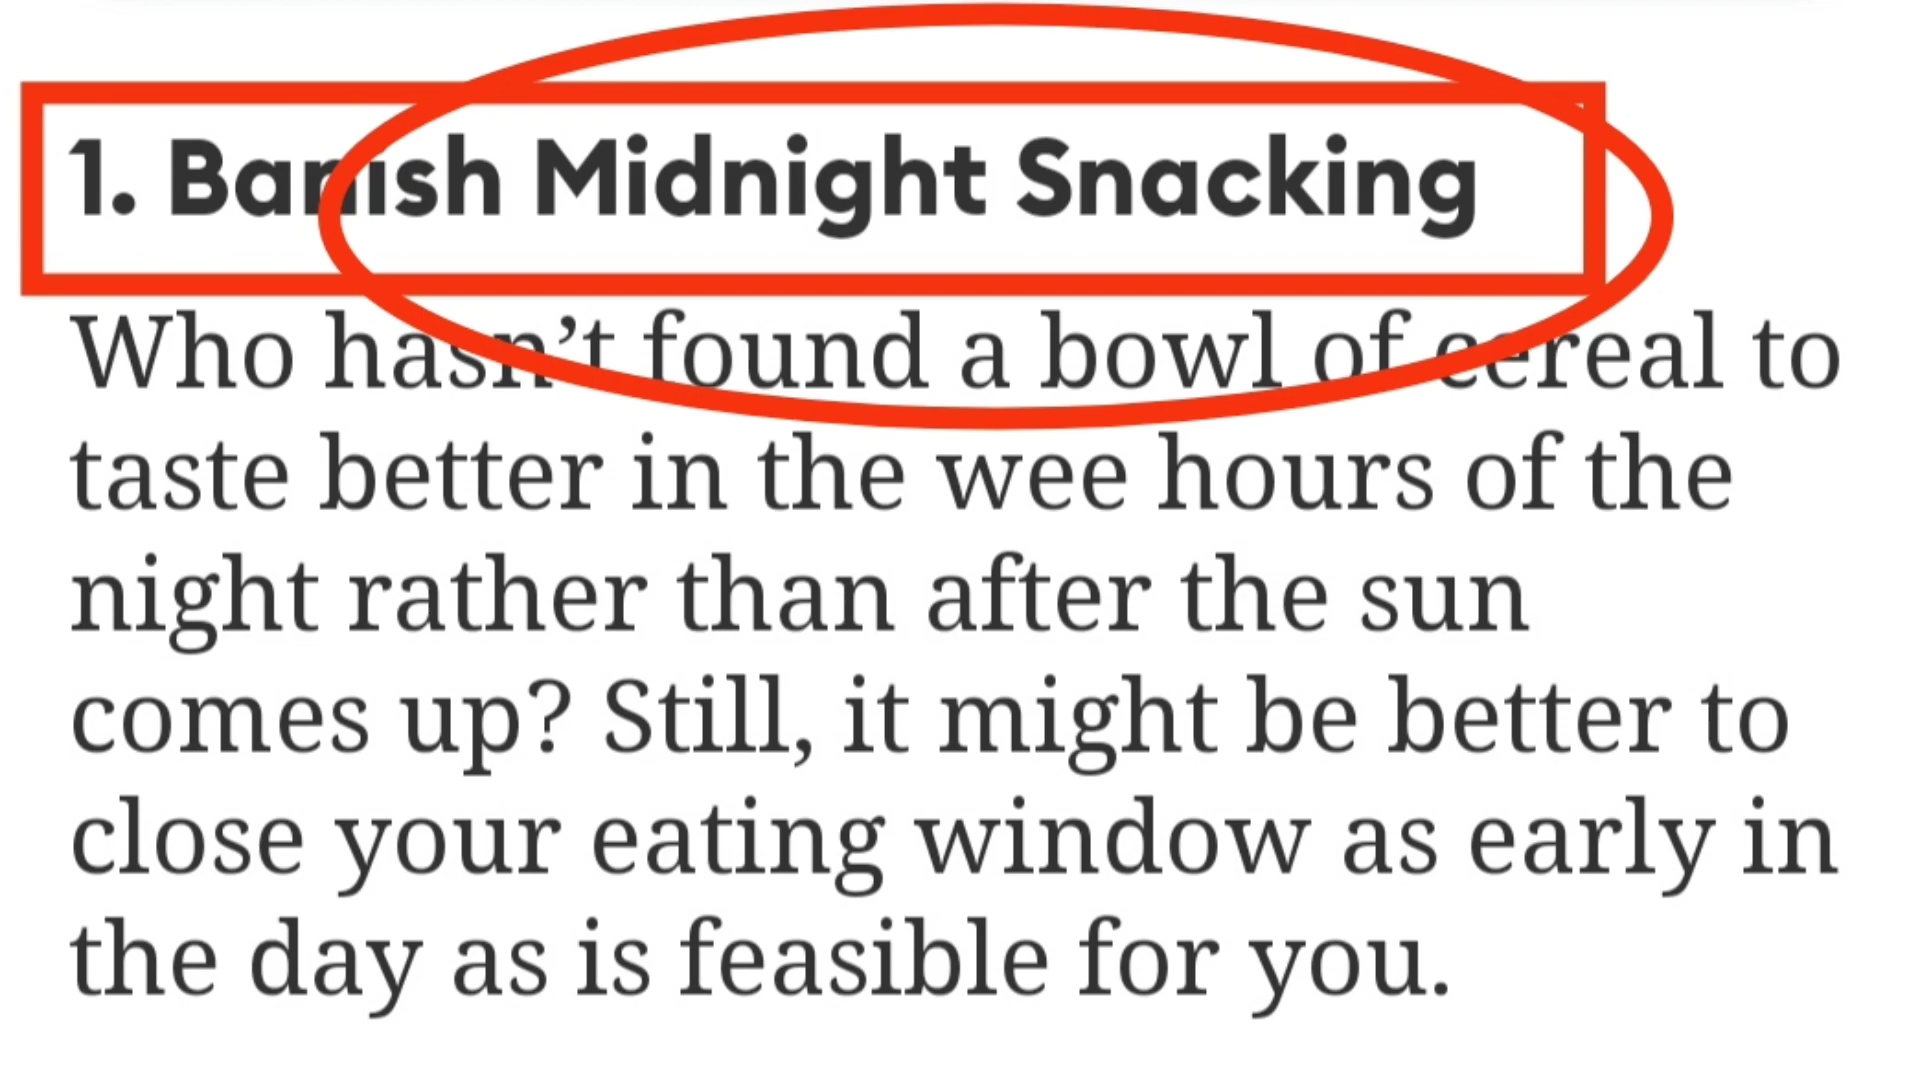 1. Banish Midnight Snacking
Who hasn’t found a bowl of cereal to
taste better in the wee hours of the
night rather than after the sun
comes up? Still, it might be better to
close your eating window as early in
the day as is feasible for you.